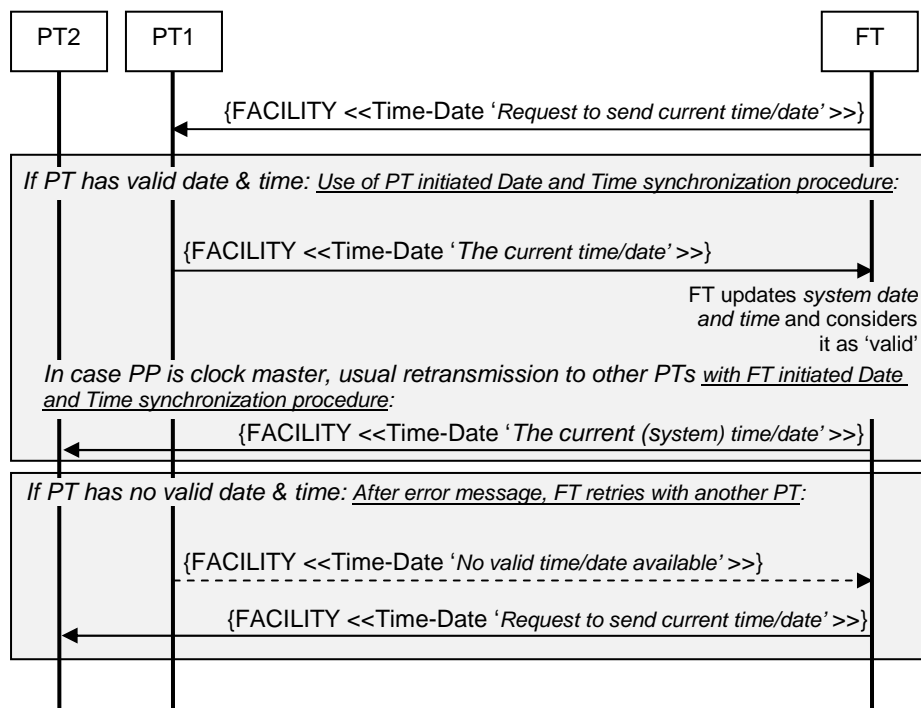 PT2 PT1 FT
{FACILITY <<Time-Date ‘Request to send current time/date’ >>}
If PT has valid date & time: Use of PT initiated Date and Time synchronization procedure:
{FACILITY <<Time-Date ‘The current time/date’ >>}
FT updates system date
and time and considers
it as ‘valid’
In case PP is clock master, usual retransmission to other PTs with FT initiated Date
and Time synchronization procedure:
{FACILITY <<Time-Date ‘The current (system) time/date’ >>}
If PT has no valid date & time: After error message, FT retries with another PT:
{FACILITY <<Time-Date ‘No valid time/date available’ >>}
{FACILITY <<Time-Date ‘Request to send current time/date’ >>}